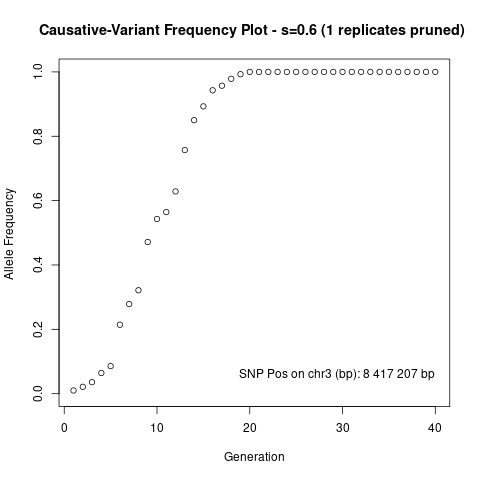 Causative-Variant Frequency Plot - s=0.6 (1 replicates pruned)
1.0
0.8
0.6
0.4
0.2
0.0
Allele Frequency
SNP Pos on chr3 (bp): 8 417 207 bp
0 10 20 30 40
Generation